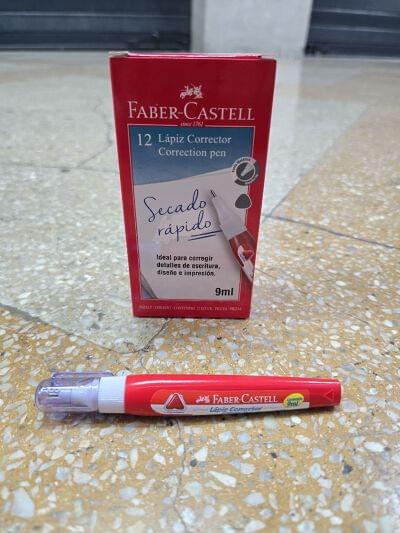 FABER-CASTELL
since 1761
12 Lápiz Corrector
Correction pen
Secado
rápido
Ideal para corregir
detalles de escritura,
diseño e impresión.
9ml
FABER-CASTELL
Lápiz Corrector
9ml